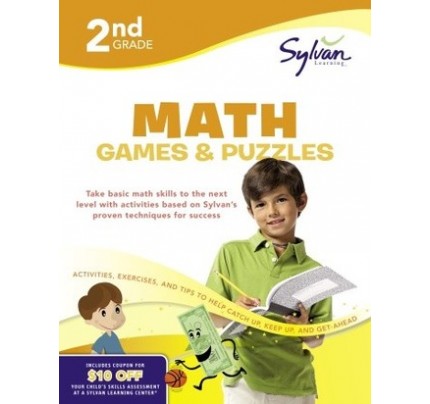 2nd
GRADE
Sylvan
Learning
MATH
GAMES & PUZZLES
Take basic math skills to the next
level with activities based on Sylvan's
proven techniques for success
ACTIVITIES, EXERCISES, AND TIPS TO HELP CATCH UP, KEEP UP, AND GET AHEAD
INCLUDES COUPON FOR
$10 OFF
YOUR CHILD'S SKILLS ASSESSMENT
AT A SYLVAN LEARNING CENTER